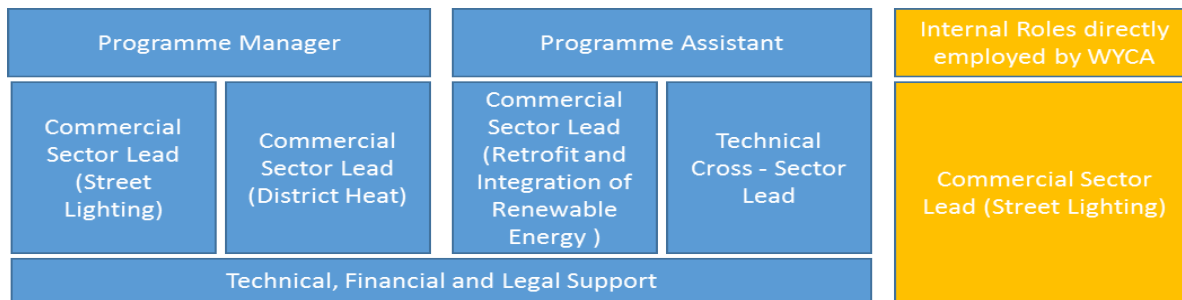 Programme Manager
Programme Assistant
Internal Roles directly
employed by WYCA
Commercial
Sector Lead
(Street
Lighting)
Commercial
Sector Lead
(District Heat)
Commercial
Sector Lead
(Retrofit and
Integration of
Renewable
Energy )
Technical
Cross - Sector
Lead
Commercial Sector
Lead (Street Lighting)
Technical, Financial and Legal Support